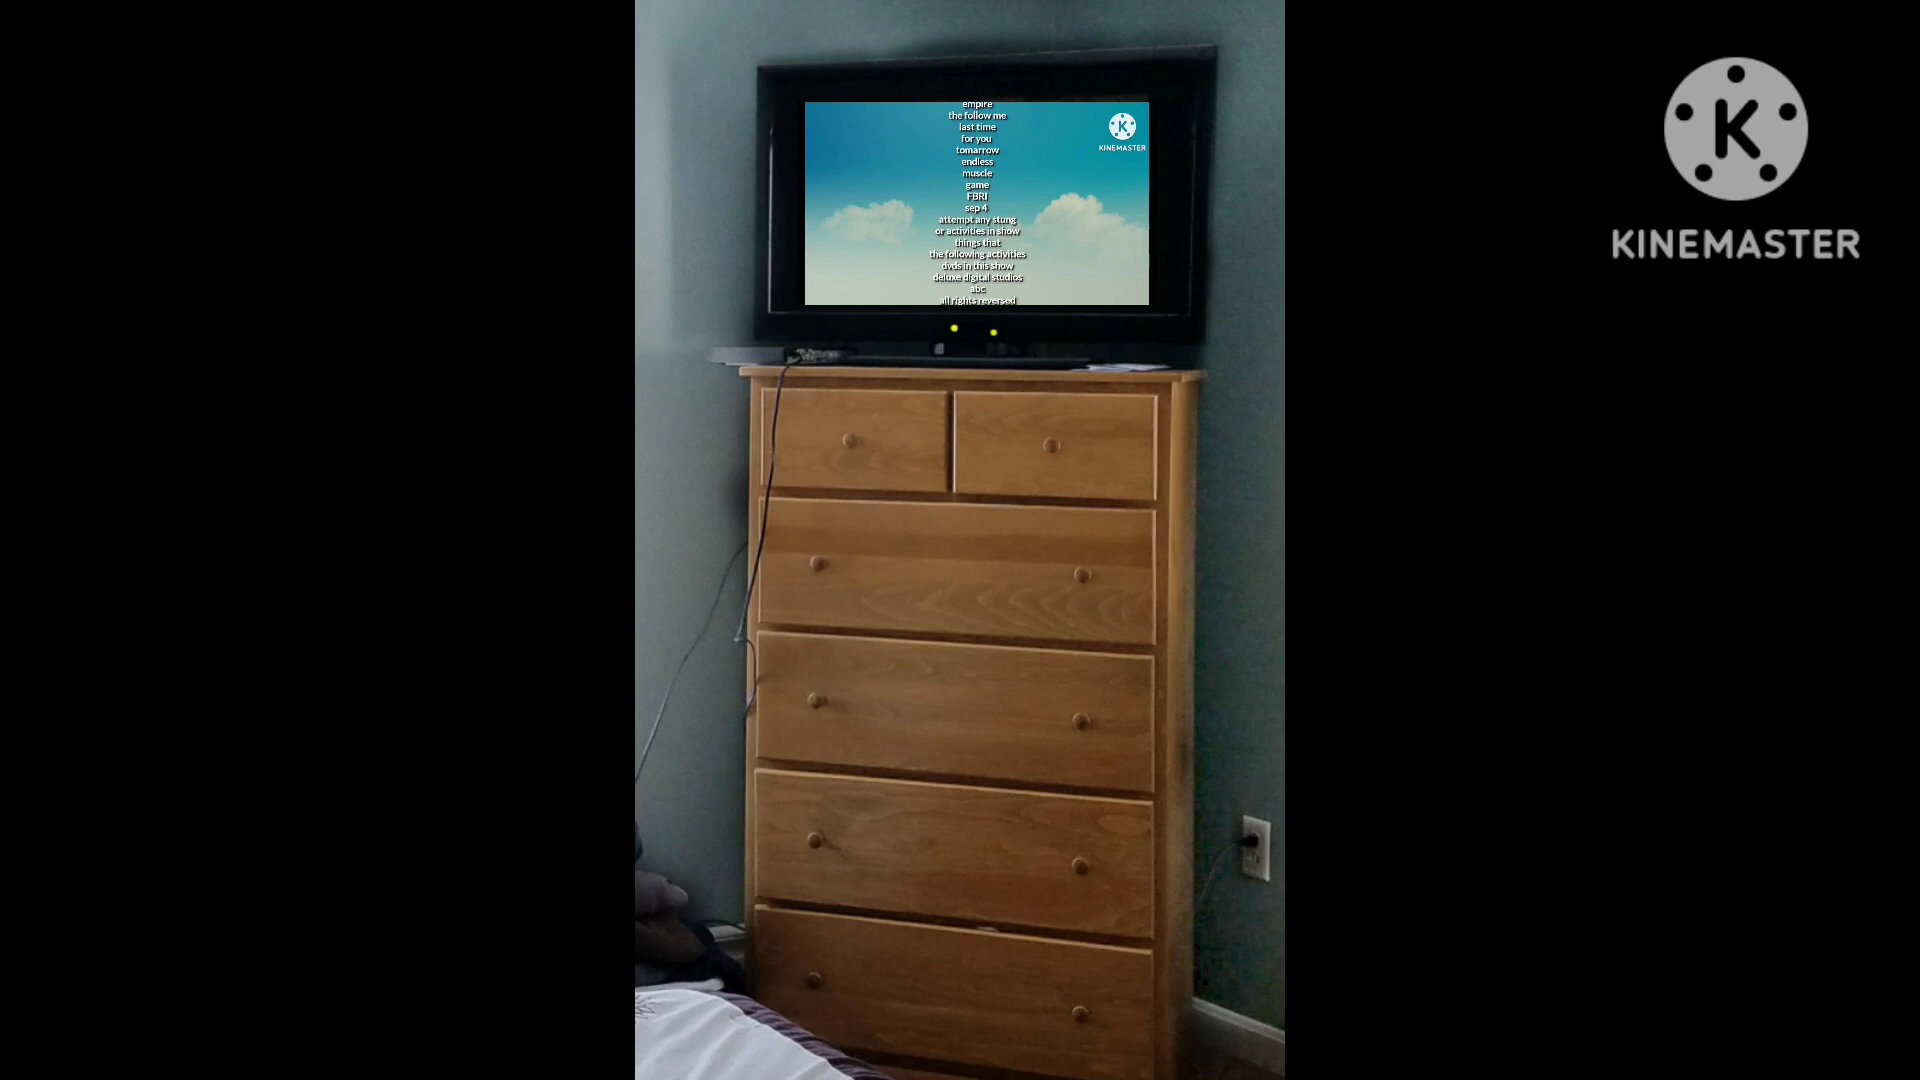 empire
the follow me
last time
for you
tomarrow
endless
muscle
game
FBRI
sep 4
attempt any stung
or activities in show
things that
the following activities
dvds in this show
deluxe digital studios
abc
all rights reversed
K
KINEMASTER
K
KINEMASTER